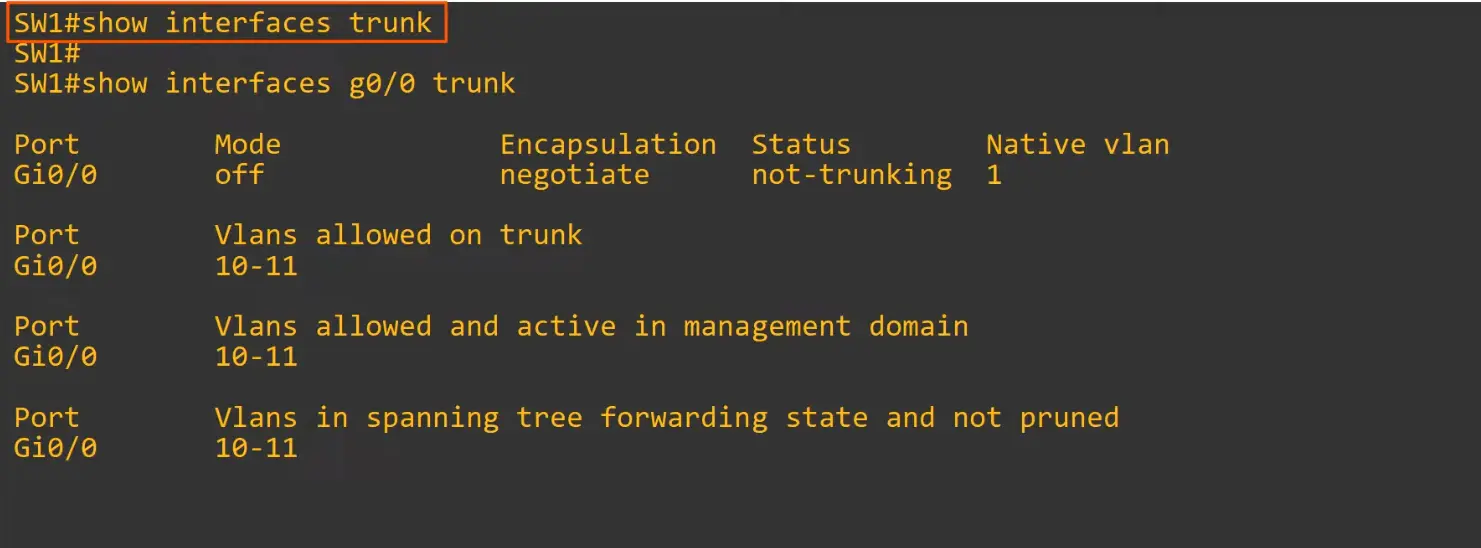 SW1#show interfaces trunk
SW1#
SW1#show interfaces g0/0 trunk
Port Mode Encapsulation Status Native vlan
Gi0/0 off negotiate not-trunking 1
Port Vlans allowed on trunk
Gi0/0 10-11
Port Vlans allowed and active in management domain
Gi0/0 10-11
Port Vlans in spanning tree forwarding state and not pruned
Gi0/0 10-11